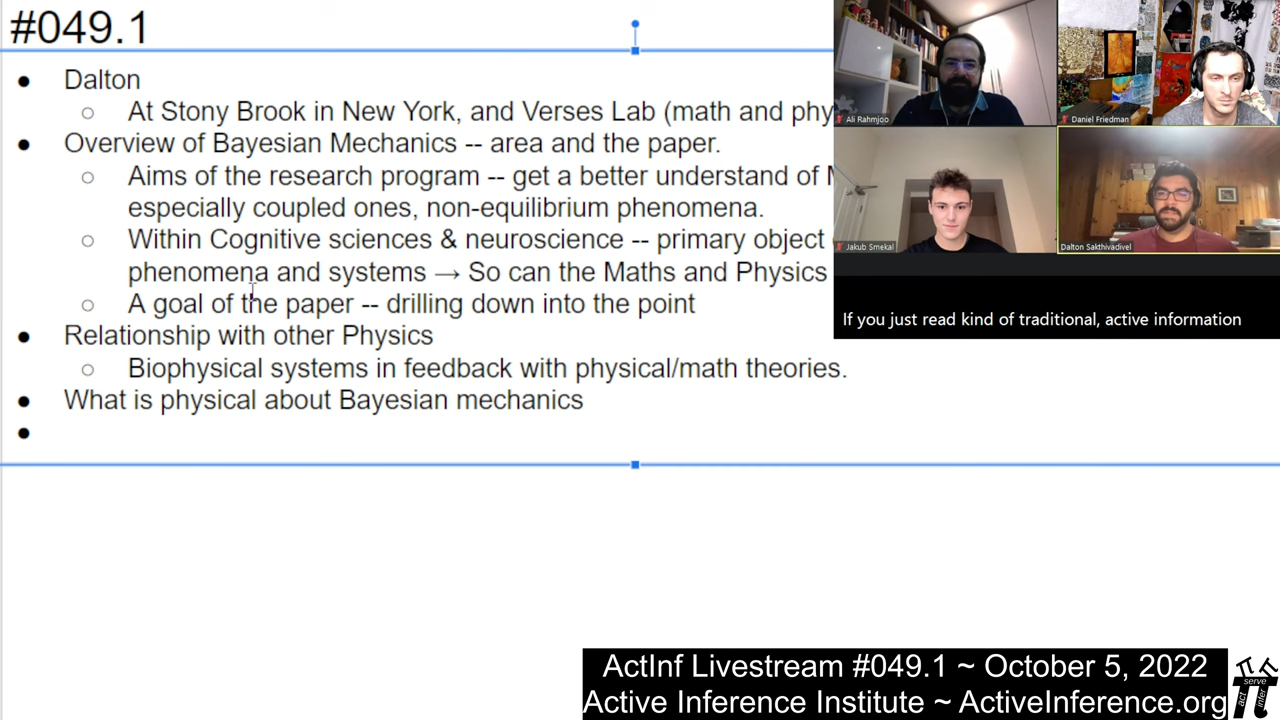 #049.1
● Dalton
○ At Stony Brook in New York, and Verses Lab (math and phy
● Overview of Bayesian Mechanics -- area and the paper.
○ Aims of the research program -- get a better understand of M
especially coupled ones, non-equilibrium phenomena.
○ Within Cognitive sciences & neuroscience -- primary object
phenomena and systems → So can the Maths and Physics
○ A goal of the paper -- drilling down into the point
● Relationship with other Physics
○ Biophysical systems in feedback with physical/math theories.
● What is physical about Bayesian mechanics
●
Ali Rahmjoo
Daniel Friedman
Jakub Smekal
Dalton Sakthivadivel
If you just read kind of traditional, active information
ActInf Livestream #049.1 ~ October 5, 2022
Active Inference Institute ~ ActiveInference.org
serve
act
infer